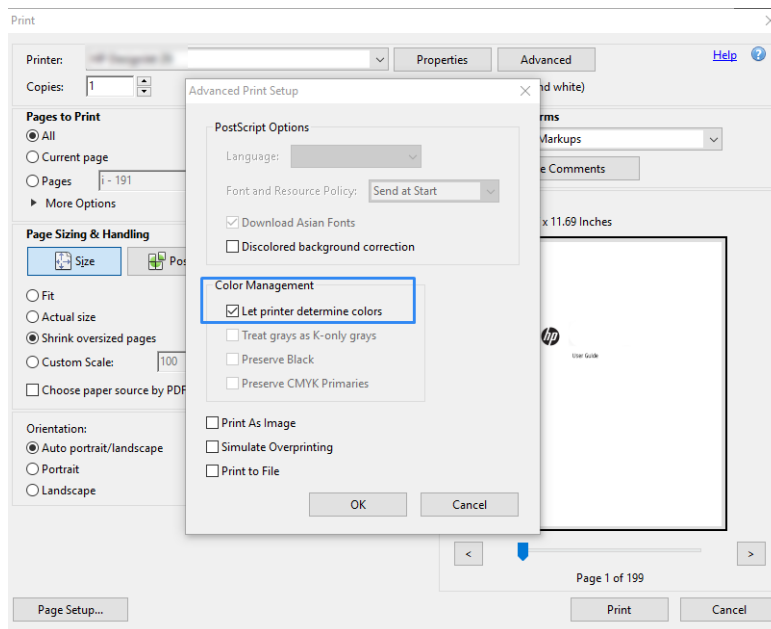 Print
Printer:
Properties
Advanced
Help
?
Copies:
1
nd white)
Pages to Print
All
Current page
Pages
i - 191
More Options
Page Sizing & Handling
Size
Pos
Fit
Actual size
Shrink oversized pages
Custom Scale:
100
Choose paper source by PDF
Orientation:
Auto portrait/landscape
Portrait
Landscape
Advanced Print Setup
PostScript Options
Language:
Font and Resource Policy:
Send at Start
Download Asian Fonts
Discolored background correction
Color Management
Let printer determine colors
Treat grays as K-only grays
Preserve Black
Preserve CMYK Primaries
Print As Image
Simulate Overprinting
Print to File
OK
Cancel
rms
Markups
e Comments
x 11.69 Inches
hp
User Guide
<
>
Page 1 of 199
Page Setup...
Print
Cancel